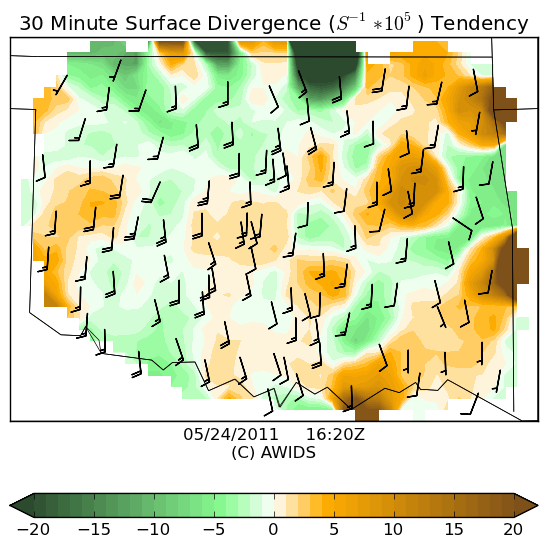 30 Minute Surface Divergence (S⁻¹ * 10⁵ ) Tendency
05/24/2011 16:20Z
(C) AWIDS
−20 −15 −10 −5 0 5 10 15 20